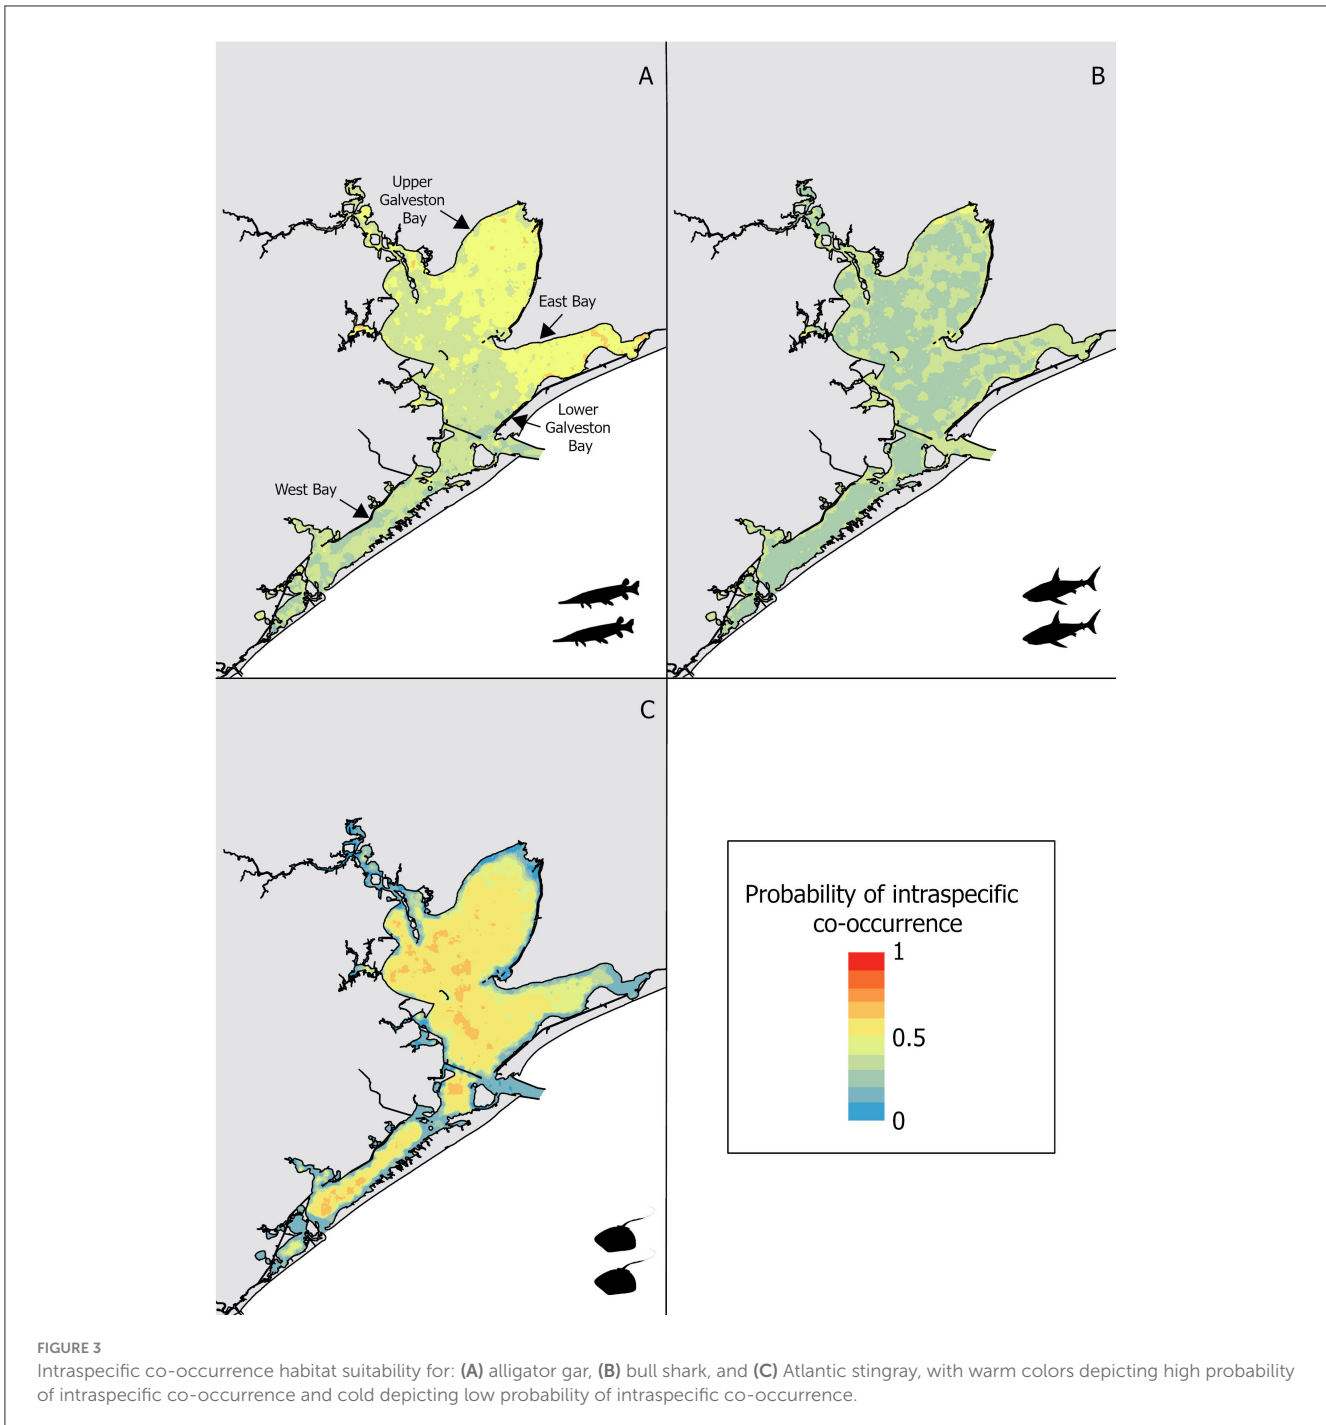 A
B
Upper
Galveston
Bay
East Bay
Lower
Galveston
Bay
West Bay
C
Probability of intraspecific
co-occurrence
1
0.5
0
FIGURE 3
Intraspecific co-occurrence habitat suitability for: (A) alligator gar, (B) bull shark, and (C) Atlantic stingray, with warm colors depicting high probability
of intraspecific co-occurrence and cold depicting low probability of intraspecific co-occurrence.